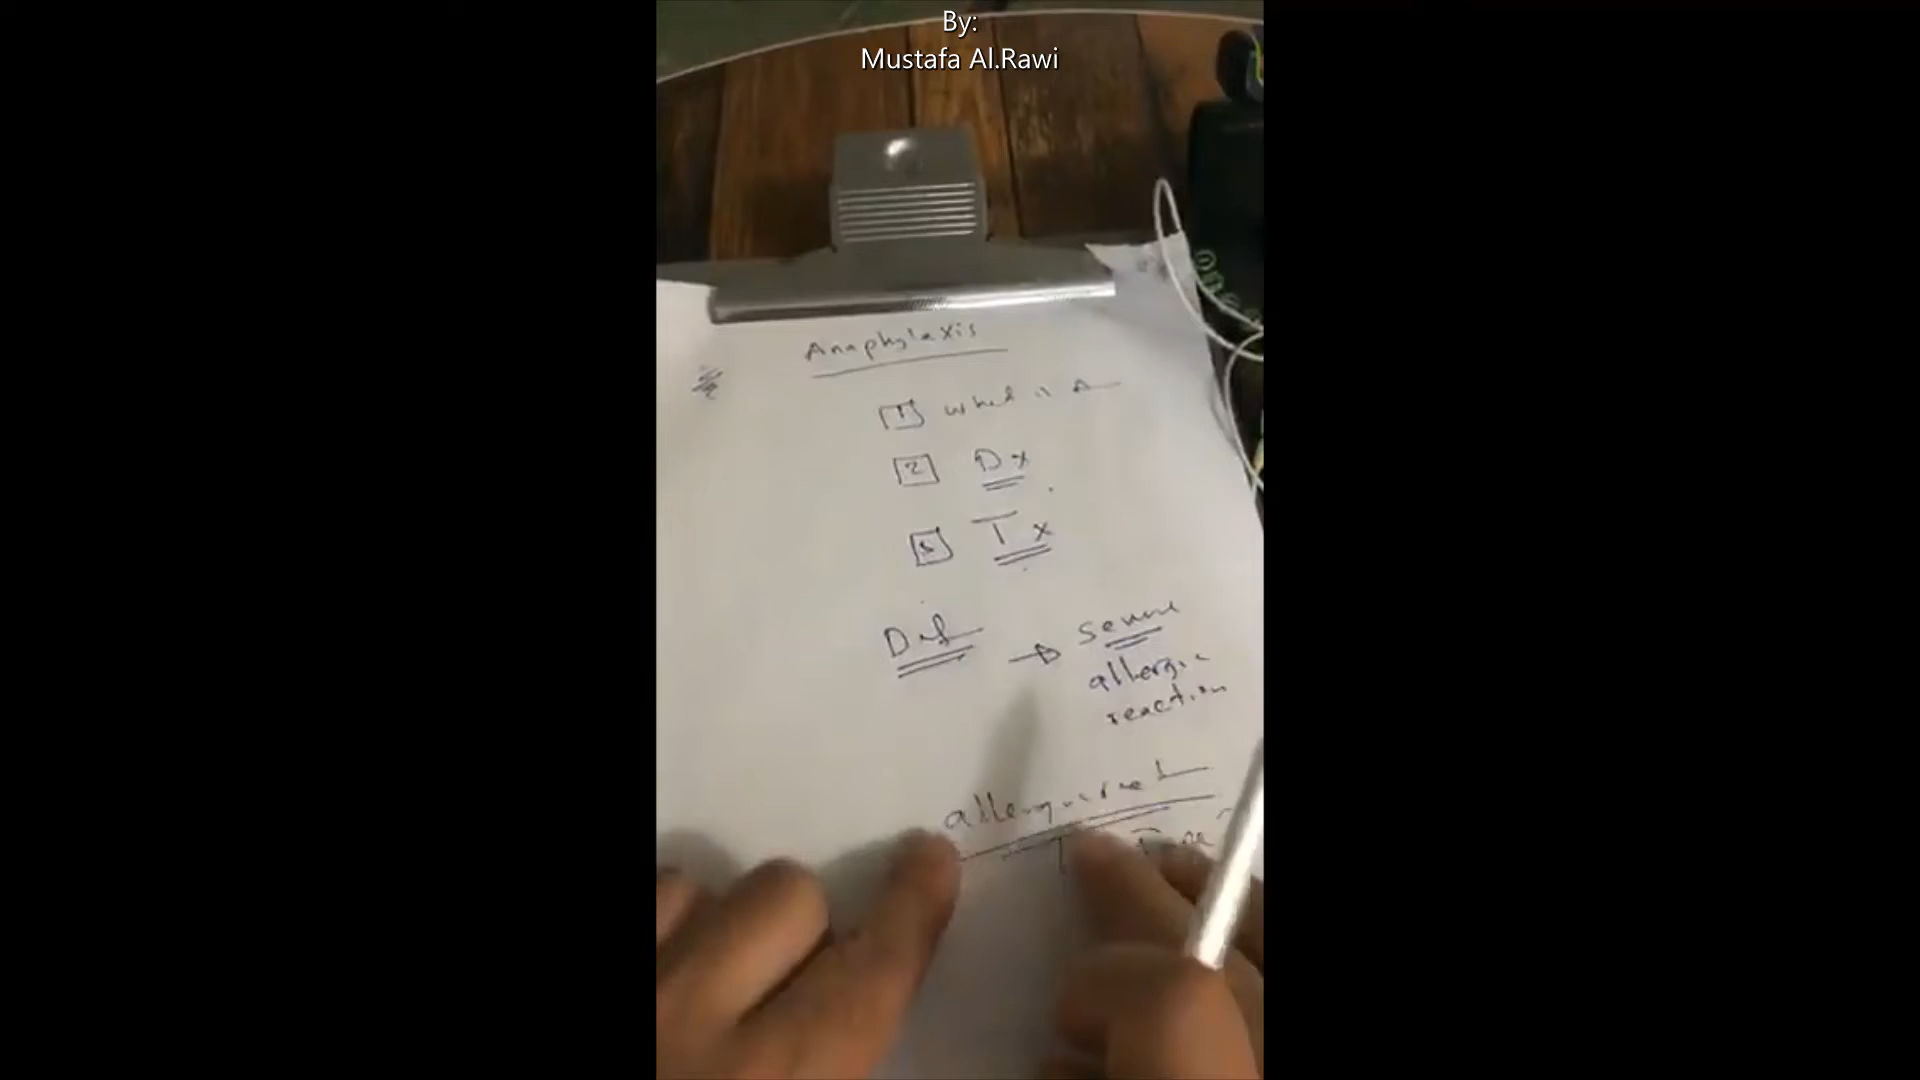 By:
Mustafa Al.Rawi
Anaphylaxis
1 what is A
2 Dx
3 Tx
Def → severe
allergic
reaction